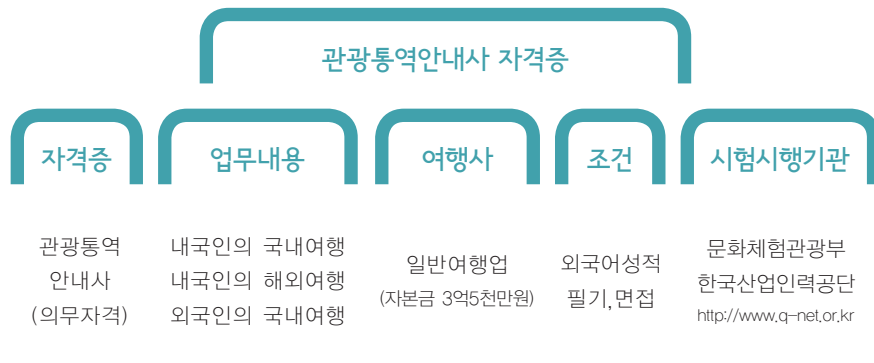 관광통역안내사 자격증
자격증
업무내용
여행사
조건
시험시행기관
관광통역
안내사
(의무자격)
내국인의 국내여행
내국인의 해외여행
외국인의 국내여행
일반여행업
(자본금 3억5천만원)
외국어성적
필기,면접
문화체험관광부
한국산업인력공단
http://www.q-net.or.kr